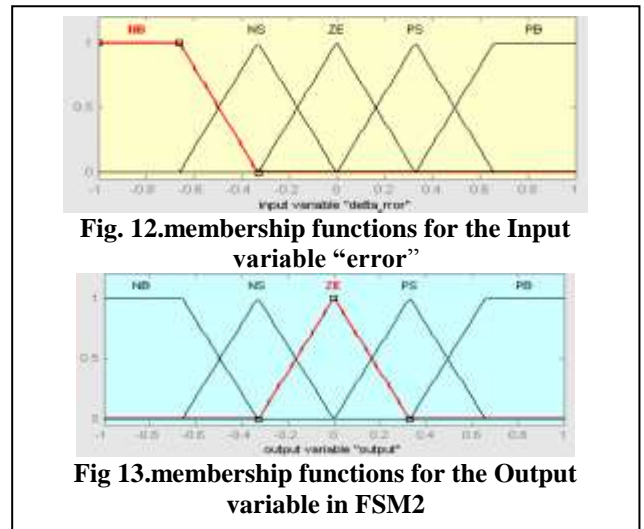 NB NS ZE PS PB
1
0.5
0
-1 -0.8 -0.6 -0.4 -0.2 0 0.2 0.4 0.6 0.8 1
input variable "delta_rror"
Fig. 12.membership functions for the Input
variable “error”
NB NS ZE PS PB
1
0.5
0
-1 -0.8 -0.6 -0.4 -0.2 0 0.2 0.4 0.6 0.8 1
output variable "output"
Fig 13.membership functions for the Output
variable in FSM2